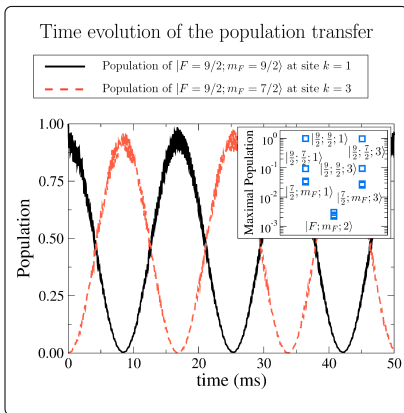 Time evolution of the population transfer
Population of |F = 9/2; m_F = 9/2⟩ at site k = 1
Population of |F = 9/2; m_F = 7/2⟩ at site k = 3
1.00
0.75
0.50
0.25
0.00
Population
0 10 20 30 40 50
time (ms)
Maximal Population
10^0
10^-1
10^-2
10^-3
|9/2; 9/2; 1⟩
|9/2; 7/2; 3⟩
|9/2; 7/2; 1⟩
|9/2; 9/2; 3⟩
|7/2; m_F; 1⟩
|7/2; m_F; 3⟩
|F; m_F; 2⟩